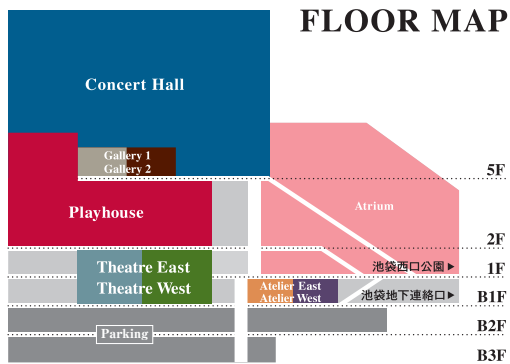 FLOOR MAP
Concert Hall
Gallery 1
Gallery 2
5F
Atrium
Playhouse
2F
池袋西口公園▶
1F
Theatre East
Theatre West
Atelier East
Atelier West
池袋地下連絡口▶
B1F
B2F
Parking
B3F